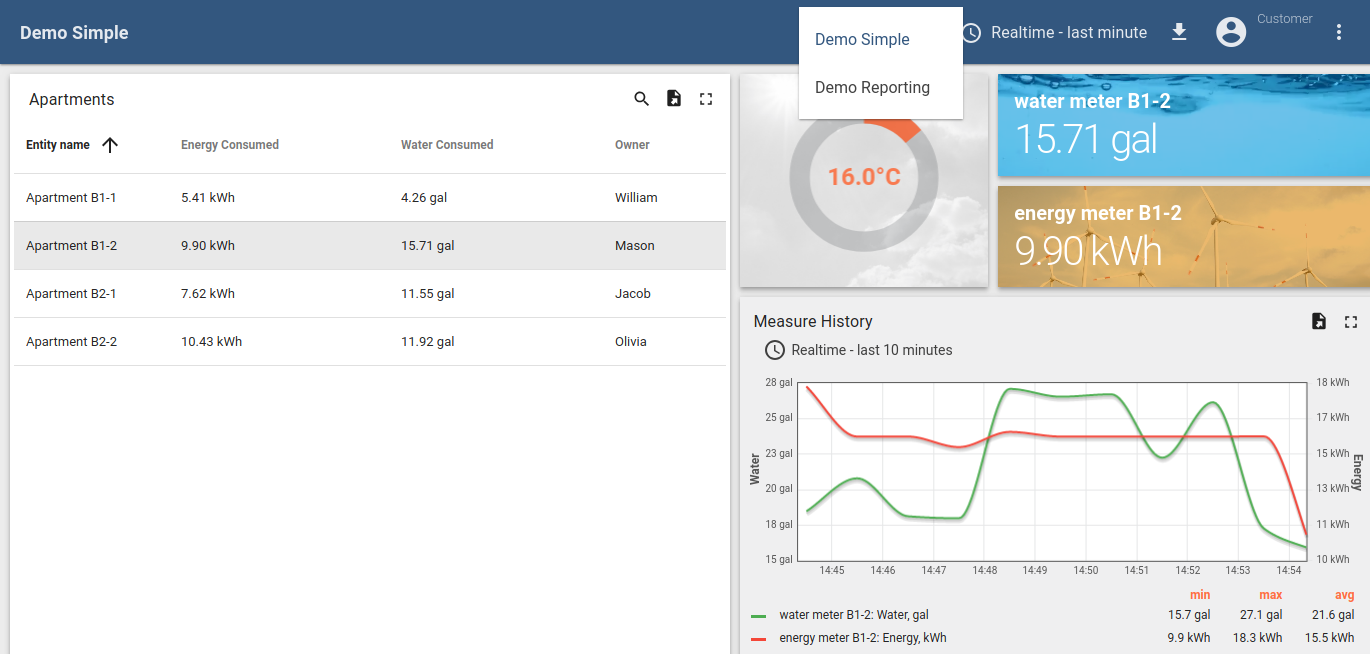 Demo Simple
Demo Simple
Demo Reporting
Realtime - last minute
Customer
Apartments
Entity name Energy Consumed Water Consumed Owner
Apartment B1-1 5.41 kWh 4.26 gal William
Apartment B1-2 9.90 kWh 15.71 gal Mason
Apartment B2-1 7.62 kWh 11.55 gal Jacob
Apartment B2-2 10.43 kWh 11.92 gal Olivia
16.0°C
water meter B1-2
15.71 gal
energy meter B1-2
9.90 kWh
Measure History
Realtime - last 10 minutes
28 gal 18 kWh
25 gal 17 kWh
23 gal 15 kWh
20 gal 13 kWh
18 gal 11 kWh
15 gal 10 kWh
Water
Energy
14:45 14:46 14:47 14:48 14:49 14:50 14:51 14:52 14:53 14:54
min max avg
water meter B1-2: Water, gal 15.7 gal 27.1 gal 21.6 gal
energy meter B1-2: Energy, kWh 9.9 kWh 18.3 kWh 15.5 kWh